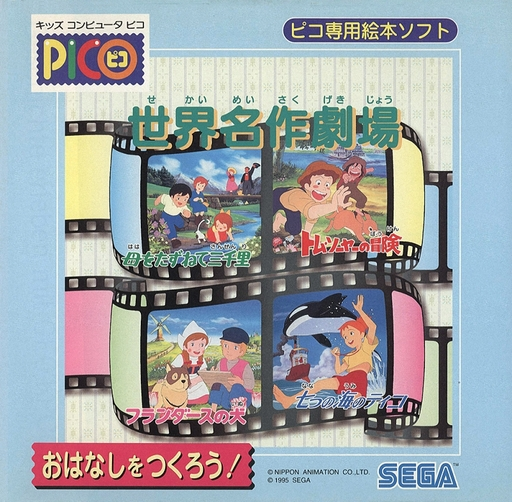 キッズ コンピュータ ピコ
PICO ピコ
ピコ専用絵本ソフト
せ かい めい さく げき じょう
世界名作劇場
はは さんぜんり
母をたずねて三千里
ぼうけん
トム・ソーヤーの冒険
いぬ
フランダースの犬
なな うみ
七つの海のティコ
おはなしをつくろう!
© NIPPON ANIMATION CO.,LTD.
© 1995 SEGA
SEGA™